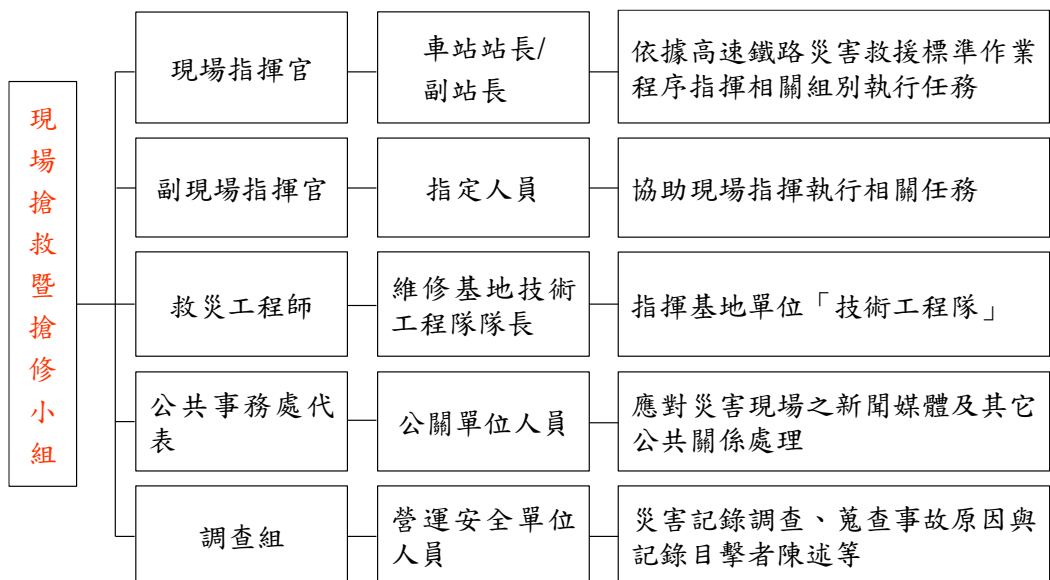 現場搶救暨搶修小組
現場指揮官
車站站長/
副站長
依據高速鐵路災害救援標準作業
程序指揮相關組別執行任務
副現場指揮官
指定人員
協助現場指揮執行相關任務
救災工程師
維修基地技術
工程隊隊長
指揮基地單位「技術工程隊」
公共事務處代
表
公關單位人員
應對災害現場之新聞媒體及其它
公共關係處理
調查組
營運安全單位
人員
災害記錄調查、蒐查事故原因與
記錄目擊者陳述等